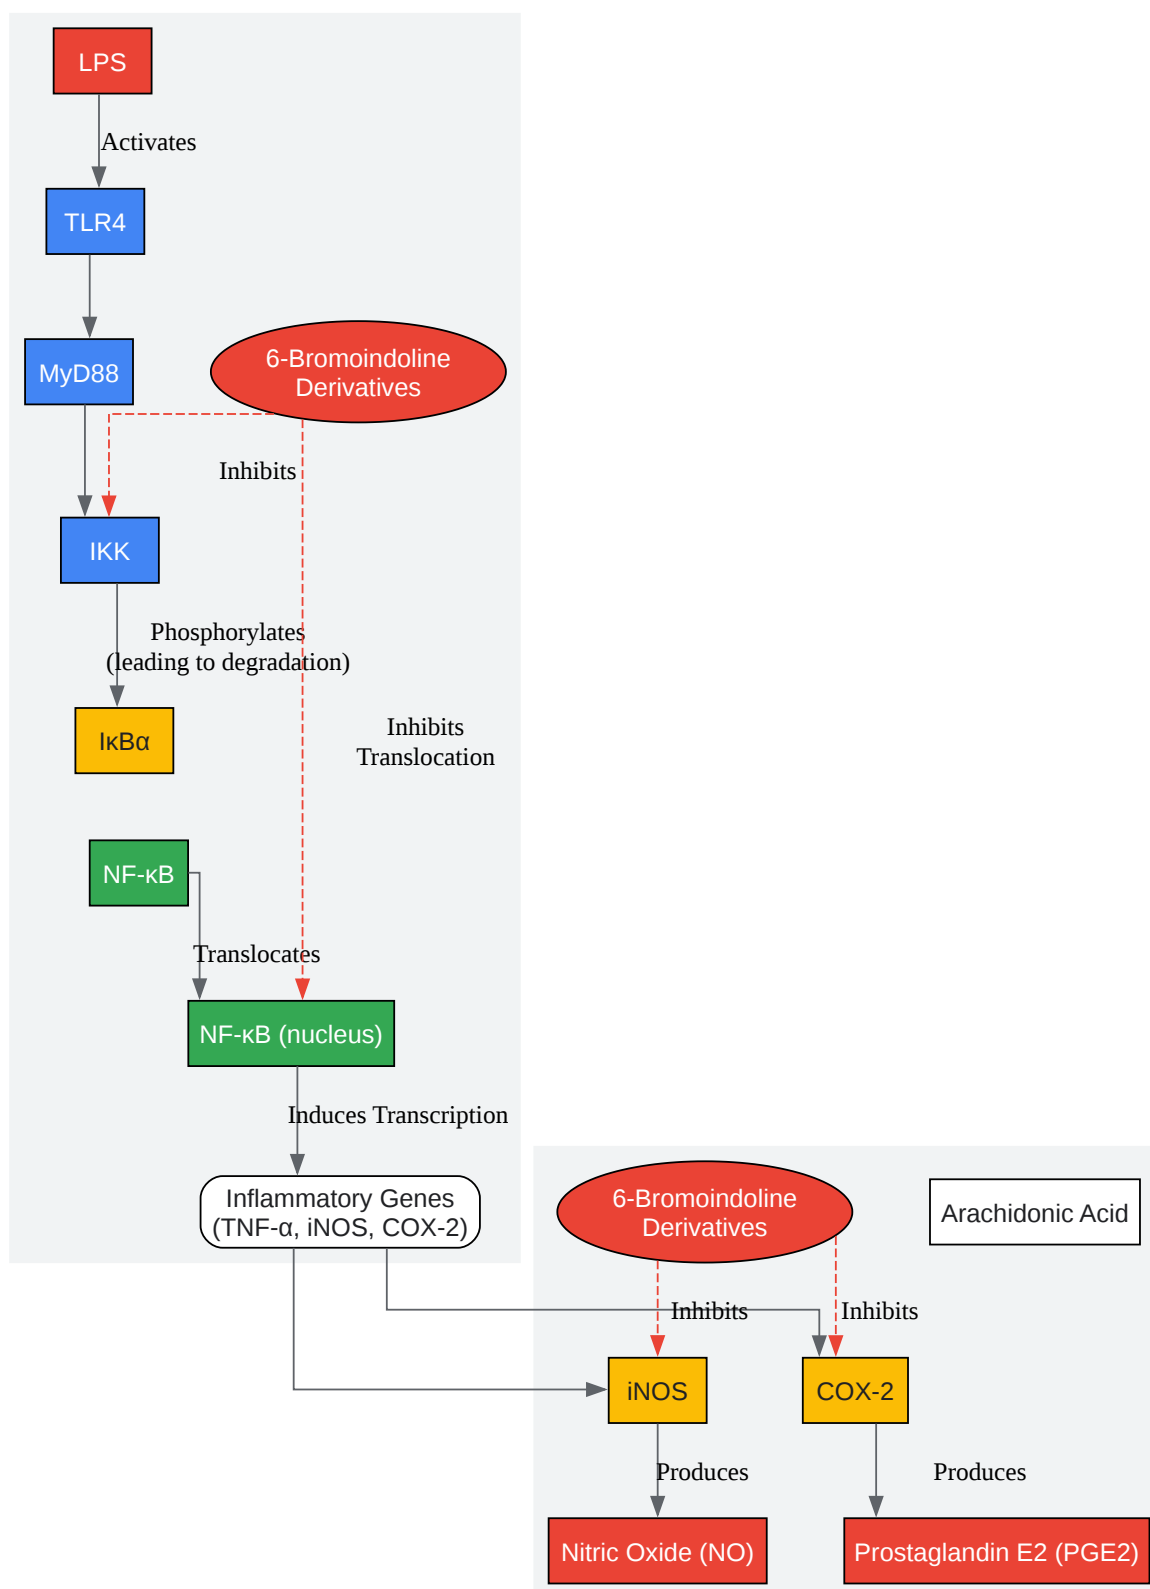 LPS
Activates
TLR4
MyD88
6-Bromoindoline
Derivatives
Inhibits
IKK
Phosphorylates
(leading to degradation)
Inhibits
Translocation
IκBα
NF-κB
Translocates
NF-κB (nucleus)
Induces Transcription
Inflammatory Genes
(TNF-α, iNOS, COX-2)
6-Bromoindoline
Derivatives
Arachidonic Acid
Inhibits
Inhibits
iNOS
COX-2
Produces
Produces
Nitric Oxide (NO)
Prostaglandin E2 (PGE2)